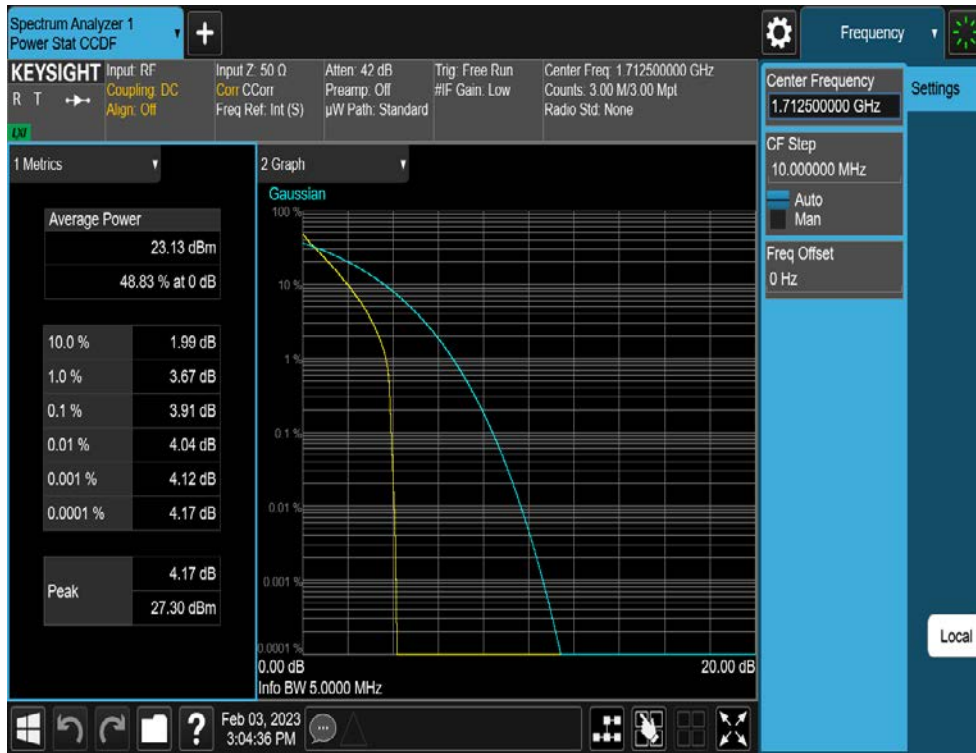 Spectrum Analyzer 1
Power Stat CCDF
+
Frequency
KEYSIGHT
R T
LXI
Input: RF
Coupling: DC
Align: Off
Input Z: 50 Ω
Corr CCorr
Freq Ref: Int (S)
Atten: 42 dB
Preamp: Off
µW Path: Standard
Trig: Free Run
#IF Gain: Low
Center Freq: 1.712500000 GHz
Counts: 3.00 M/3.00 Mpt
Radio Std: None
Center Frequency
1.712500000 GHz
Settings
CF Step
10.000000 MHz
Auto
Man
Freq Offset
0 Hz
1 Metrics
Average Power
23.13 dBm
48.83 % at 0 dB
10.0 % 1.99 dB
1.0 % 3.67 dB
0.1 % 3.91 dB
0.01 % 4.04 dB
0.001 % 4.12 dB
0.0001 % 4.17 dB
Peak
4.17 dB
27.30 dBm
2 Graph
Gaussian
100 %
10 %
1 %
0.1 %
0.01 %
0.001 %
0.0001 %
0.00 dB 20.00 dB
Info BW 5.0000 MHz
Local
?
Feb 03, 2023
3:04:36 PM